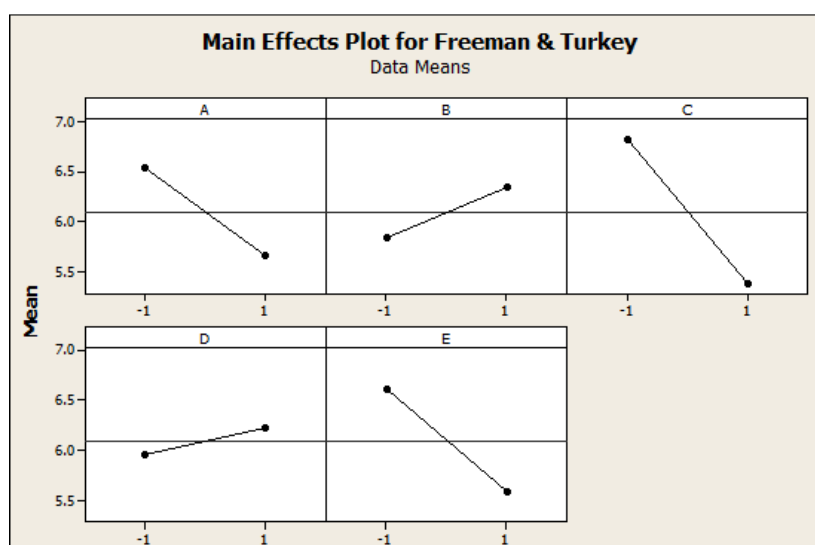 Main Effects Plot for Freeman & Turkey
Data Means
A B C
7.0
6.5
6.0
5.5
-1 1 -1 1 -1 1
Mean
D E
7.0
6.5
6.0
5.5
-1 1 -1 1